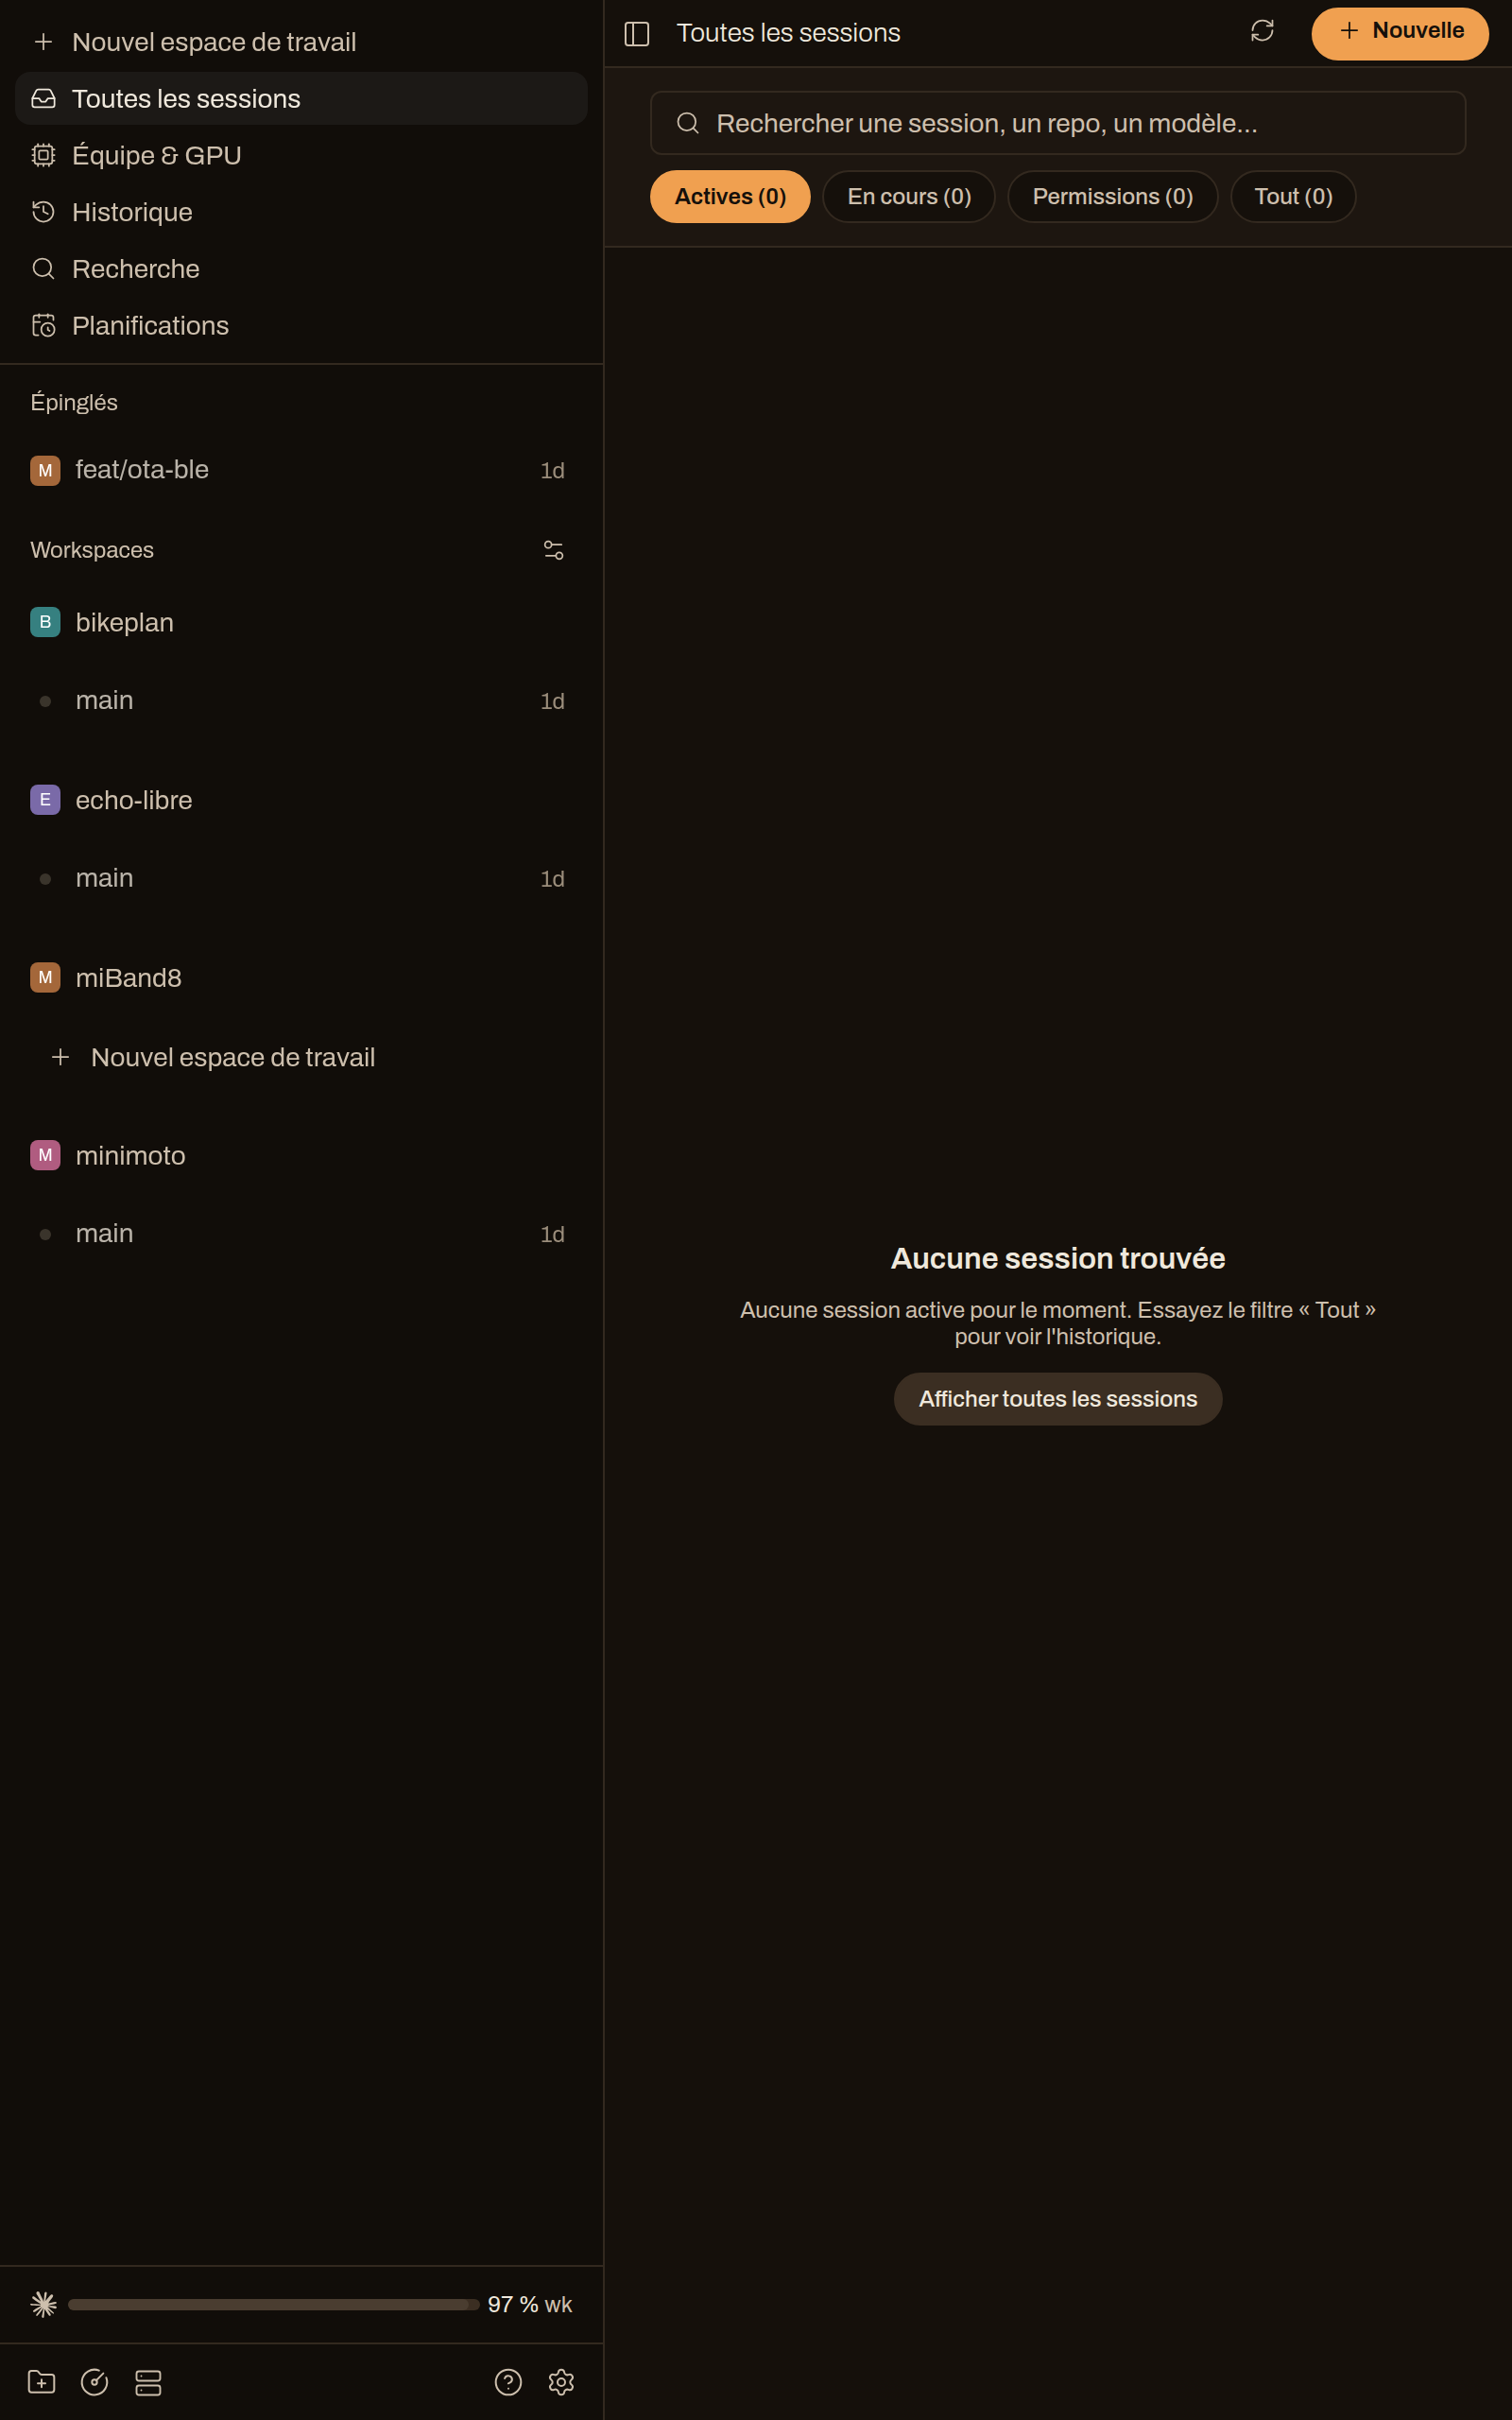 Nouvel espace de travail
Toutes les sessions
Équipe & GPU
Historique
Recherche
Planifications
Épinglés
M feat/ota-ble 1d
Workspaces
B bikeplan
main 1d
E echo-libre
main 1d
M miBand8
Nouvel espace de travail
M minimoto
main 1d
97 % wk
Toutes les sessions
Nouvelle
Rechercher une session, un repo, un modèle...
Actives (0) En cours (0) Permissions (0) Tout (0)
Aucune session trouvée
Aucune session active pour le moment. Essayez le filtre « Tout »
pour voir l'historique.
Afficher toutes les sessions